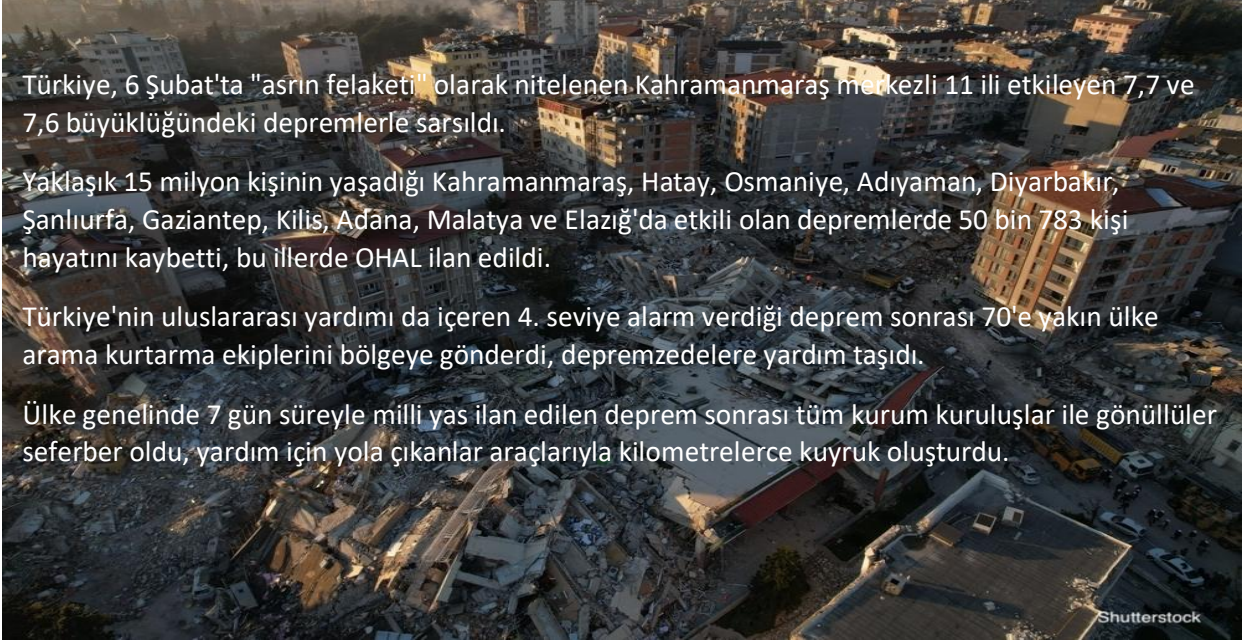 Türkiye, 6 Şubat'ta "asrın felaketi" olarak nitelenen Kahramanmaraş merkezli 11 ili etkileyen 7,7 ve
7,6 büyüklüğündeki depremlerle sarsıldı.
Yaklaşık 15 milyon kişinin yaşadığı Kahramanmaraş, Hatay, Osmaniye, Adıyaman, Diyarbakır,
Şanlıurfa, Gaziantep, Kilis, Adana, Malatya ve Elazığ'da etkili olan depremlerde 50 bin 783 kişi
hayatını kaybetti, bu illerde OHAL ilan edildi.
Türkiye'nin uluslararası yardımı da içeren 4. seviye alarm verdiği deprem sonrası 70'e yakın ülke
arama kurtarma ekiplerini bölgeye gönderdi, depremzedelere yardım taşıdı.
Ülke genelinde 7 gün süreyle milli yas ilan edilen deprem sonrası tüm kurum kuruluşlar ile gönüllüler
seferber oldu, yardım için yola çıkanlar araçlarıyla kilometrelerce kuyruk oluşturdu.
Shutterstock